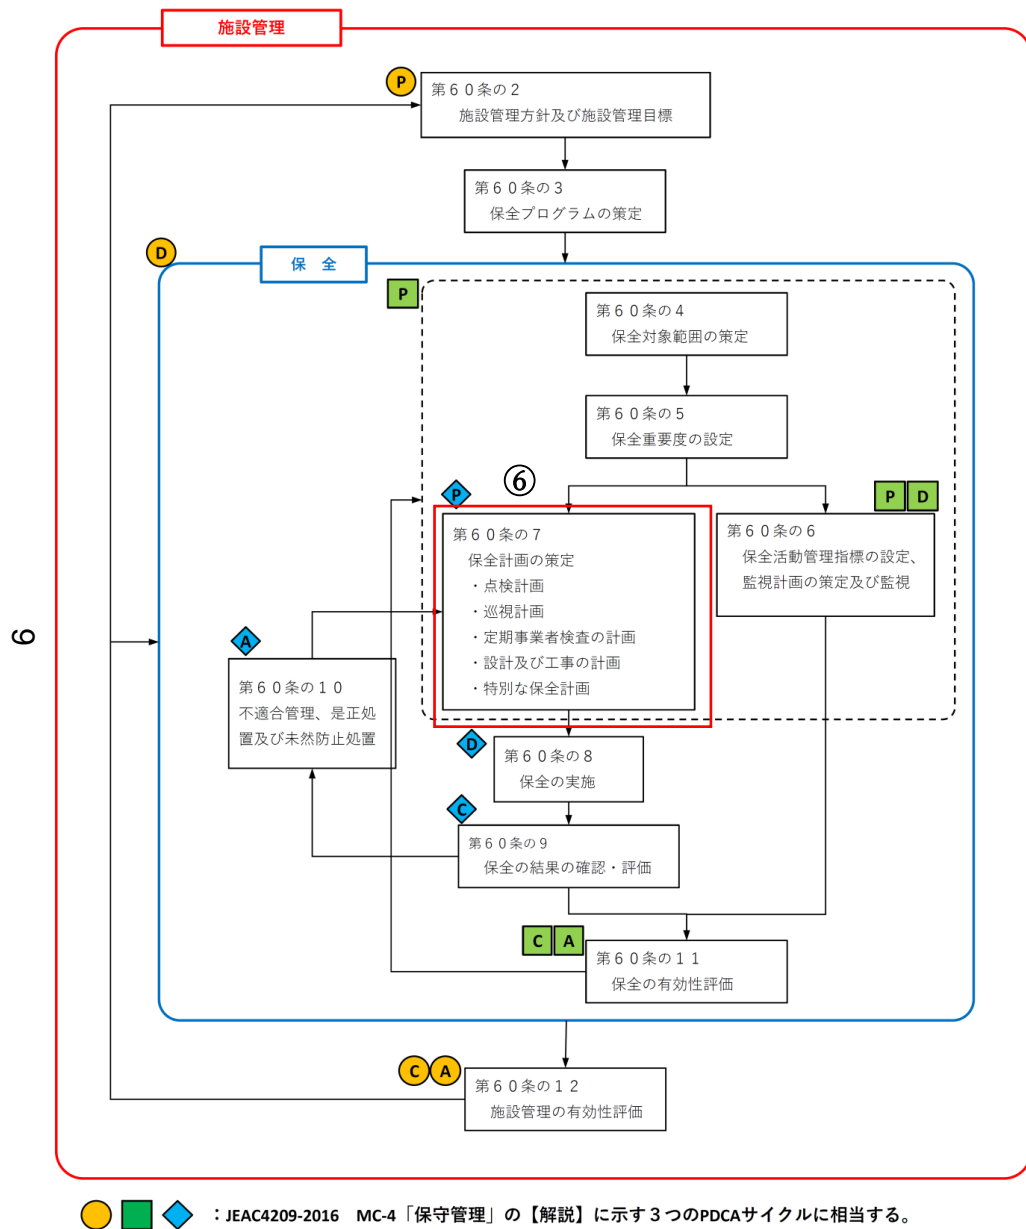 施設管理
P
第６０条の２
施設管理方針及び施設管理目標
第６０条の３
保全プログラムの策定
D
保 全
P
第６０条の４
保全対象範囲の策定
第６０条の５
保全重要度の設定
⑥
P
P D
第６０条の７
保全計画の策定
・点検計画
・巡視計画
・定期事業者検査の計画
・設計及び工事の計画
・特別な保全計画
第６０条の６
保全活動管理指標の設定、
監視計画の策定及び監視
6
A
第６０条の１０
不適合管理、是正処
置及び未然防止処置
D
第６０条の８
保全の実施
C
第６０条の９
保全の結果の確認・評価
C A
第６０条の１１
保全の有効性評価
C A
第６０条の１２
施設管理の有効性評価
：JEAC4209-2016 MC-4「保守管理」の【解説】に示す３つのPDCAサイクルに相当する。